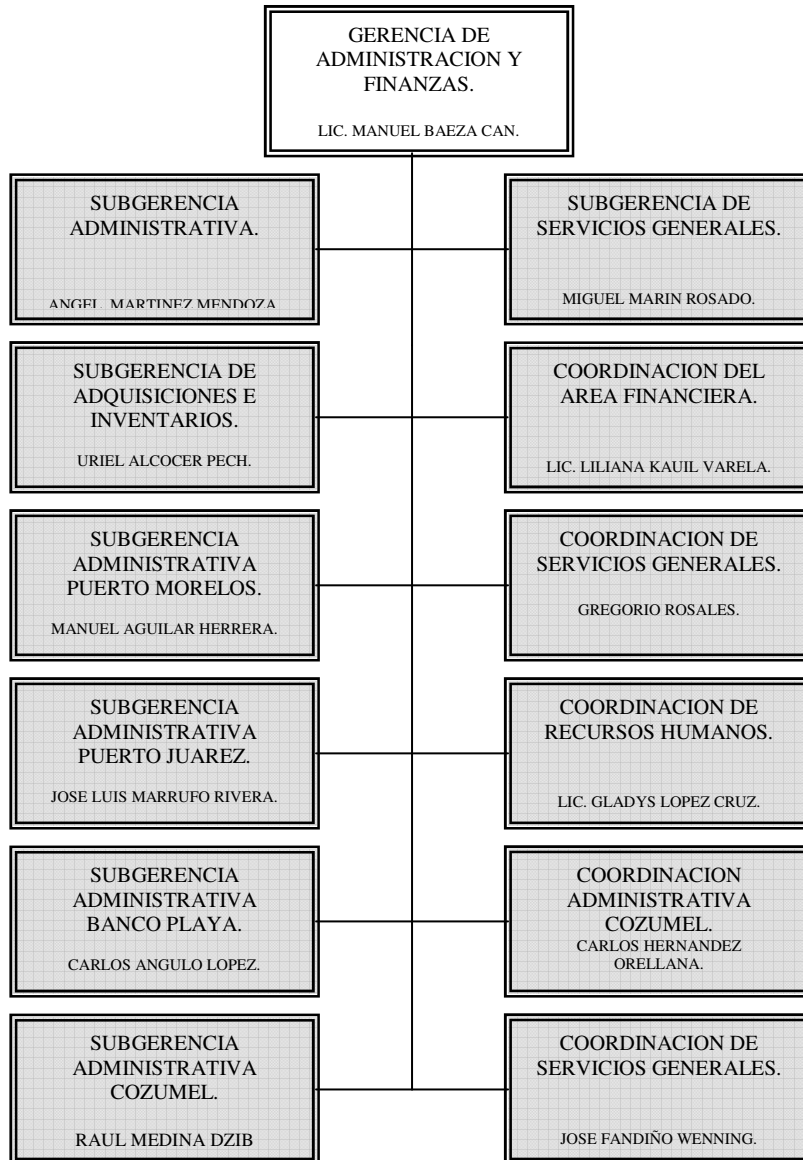 GERENCIA DE
ADMINISTRACION Y
FINANZAS.
LIC. MANUEL BAEZA CAN.
SUBGERENCIA
ADMINISTRATIVA.
ANGEL MARTINEZ MENDOZA
SUBGERENCIA DE
SERVICIOS GENERALES.
MIGUEL MARIN ROSADO.
SUBGERENCIA DE
ADQUISICIONES E
INVENTARIOS.
URIEL ALCOCER PECH.
COORDINACION DEL
AREA FINANCIERA.
LIC. LILIANA KAUIL VARELA.
SUBGERENCIA
ADMINISTRATIVA
PUERTO MORELOS.
MANUEL AGUILAR HERRERA.
COORDINACION DE
SERVICIOS GENERALES.
GREGORIO ROSALES.
SUBGERENCIA
ADMINISTRATIVA
PUERTO JUAREZ.
JOSE LUIS MARRUFO RIVERA.
COORDINACION DE
RECURSOS HUMANOS.
LIC. GLADYS LOPEZ CRUZ.
SUBGERENCIA
ADMINISTRATIVA
BANCO PLAYA.
CARLOS ANGULO LOPEZ.
COORDINACION
ADMINISTRATIVA
COZUMEL.
CARLOS HERNANDEZ
ORELLANA.
SUBGERENCIA
ADMINISTRATIVA
COZUMEL.
RAUL MEDINA DZIB
COORDINACION DE
SERVICIOS GENERALES.
JOSE FANDIÑO WENNING.